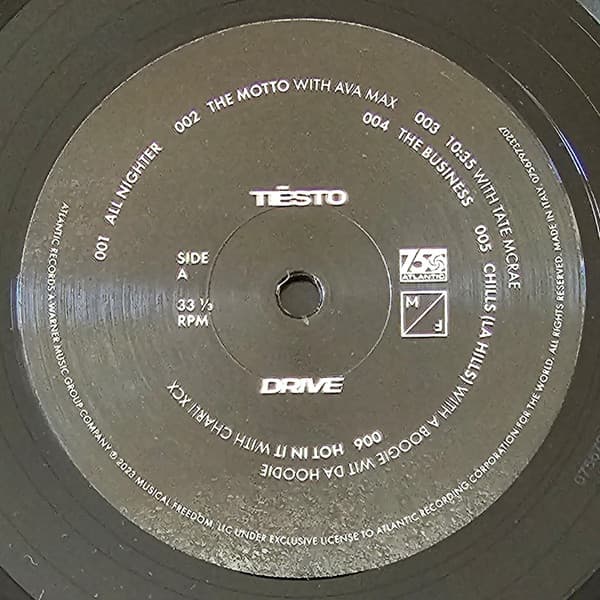 TIËSTO
001 ALL NIGHTER
002 THE MOTTO WITH AVA MAX
003 10:35 WITH TATE MCRAE
004 THE BUSINESS
005 CHILLS (LA HILLS) WITH A BOOGIE WIT DA HOODIE
006 HOT IN IT WITH CHARLI XCX
SIDE
A
33 ⅓
RPM
75
ATLANTIC
M
F
DRIVE
ATLANTIC RECORDS A WARNER MUSIC GROUP COMPANY ℗ 2023 MUSICAL FREEDOM, LLC UNDER EXCLUSIVE LICENSE TO ATLANTIC RECORDING CORPORATION FOR THE WORLD. ALL RIGHTS RESERVED. MADE IN ITALY. 075679733207